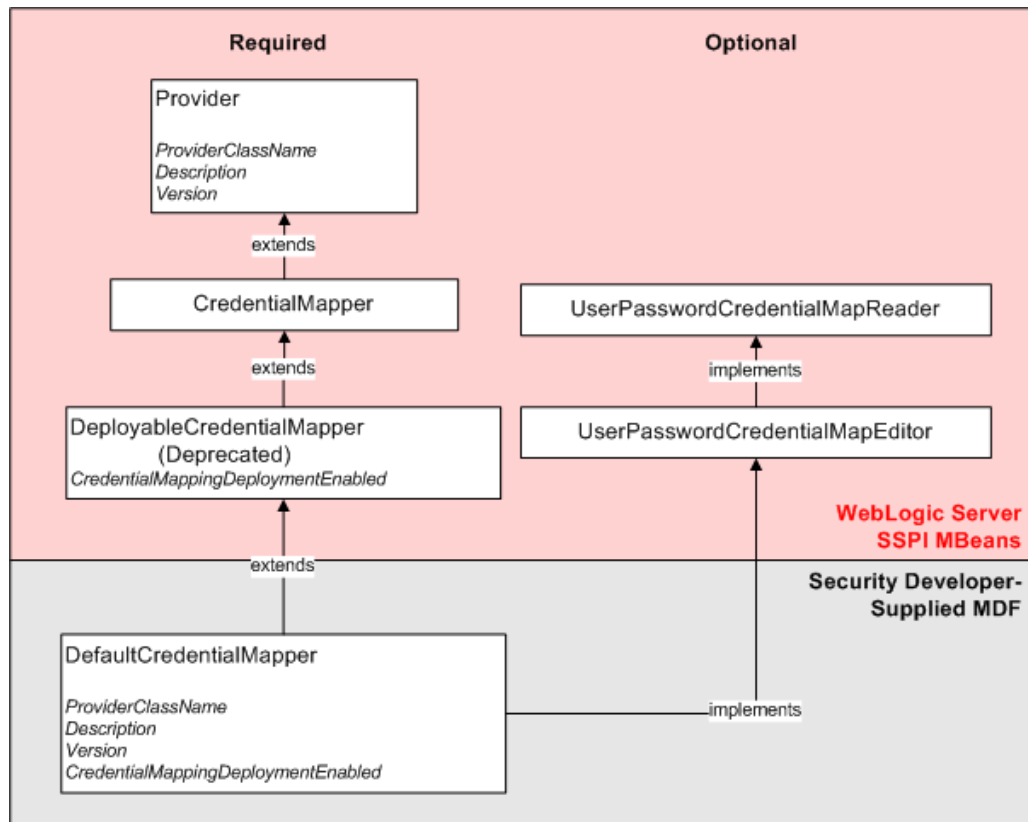 Required
Optional
Provider
ProviderClassName
Description
Version
extends
CredentialMapper
UserPasswordCredentialMapReader
extends
implements
DeployableCredentialMapper
(Deprecated)
CredentialMappingDeploymentEnabled
UserPasswordCredentialMapEditor
WebLogic Server
SSPI MBeans
extends
Security Developer-
Supplied MDF
DefaultCredentialMapper
ProviderClassName
Description
Version
CredentialMappingDeploymentEnabled
implements